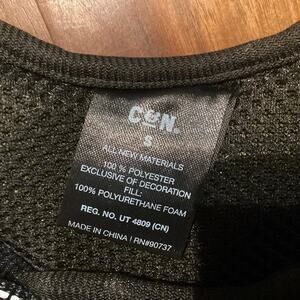 C&N.
S
ALL NEW MATERIALS
100 % POLYESTER
EXCLUSIVE OF DECORATION
FILL:
100% POLYURETHANE FOAM
REG. NO. UT 4809 (CN)
MADE IN CHINA | RN#90737